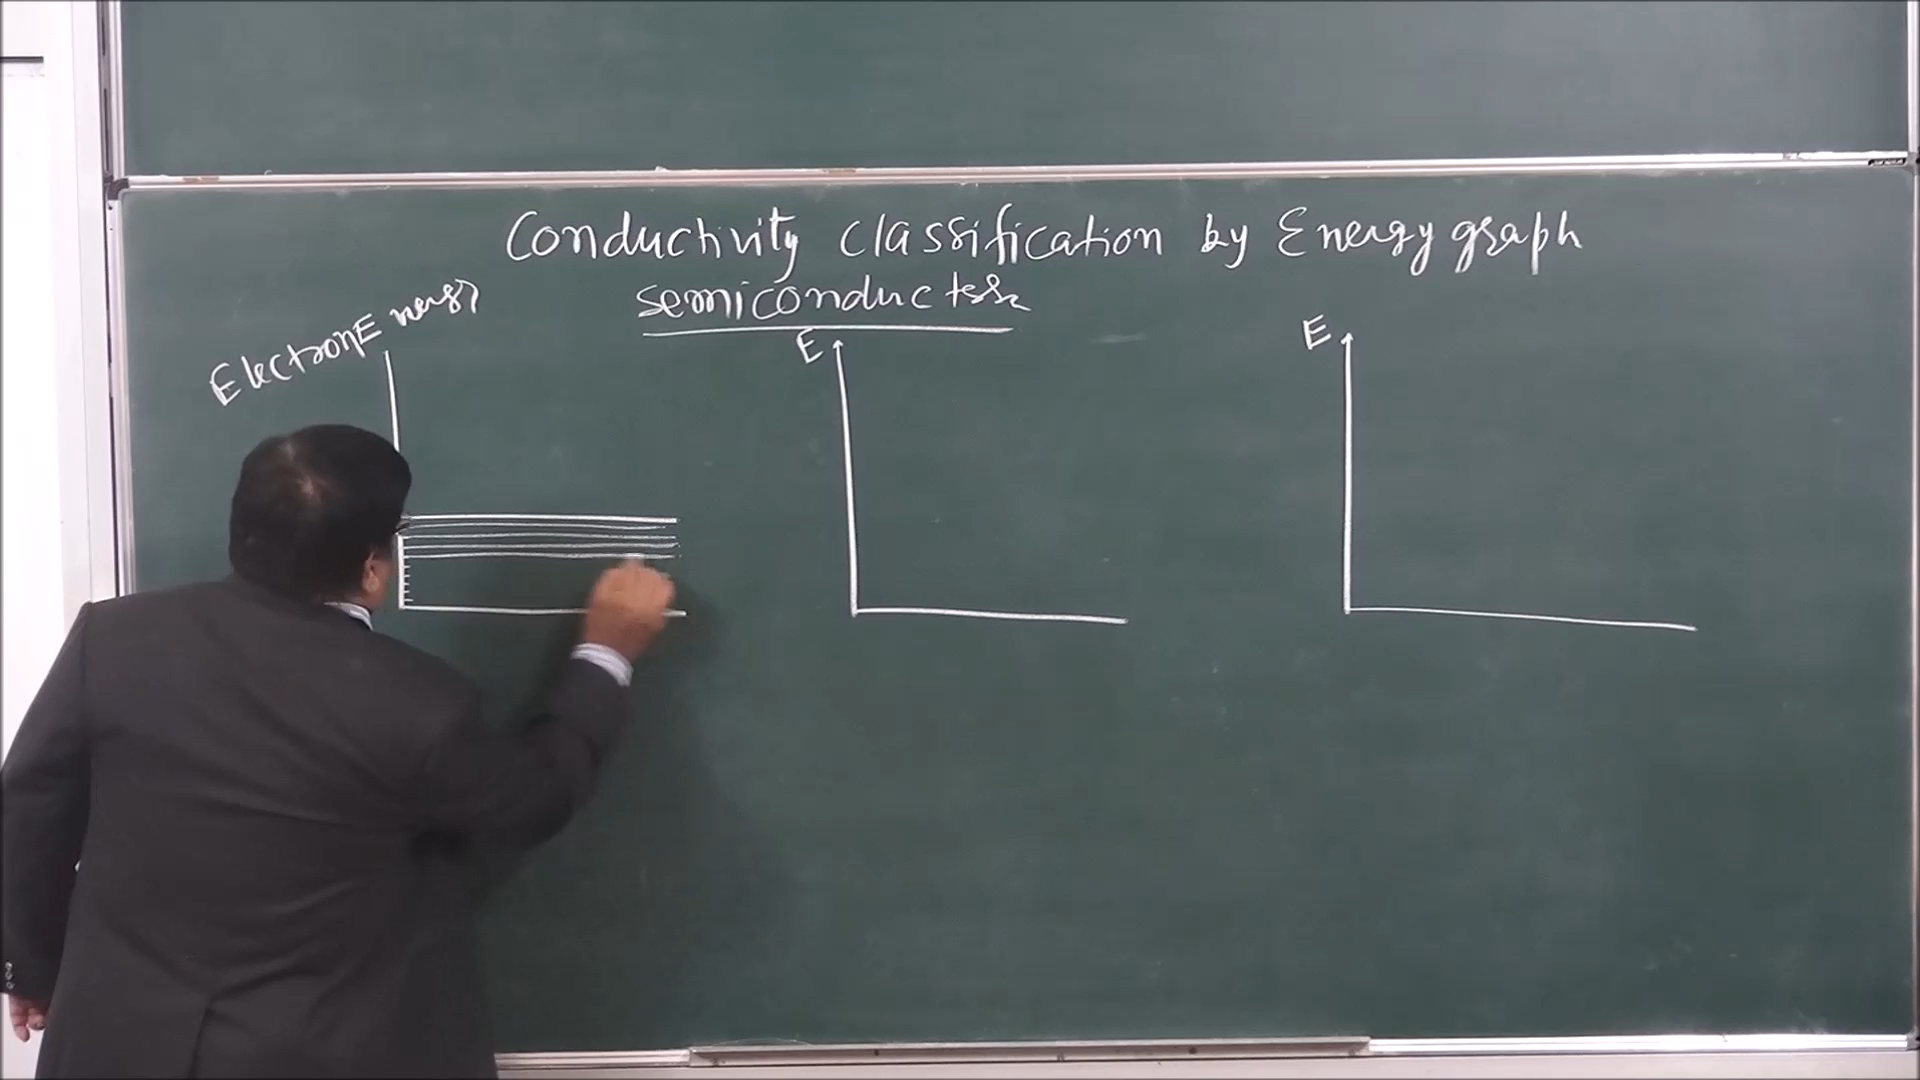 Conductivity classification by Energy graph
semiconductors
Electron Energy
E
E